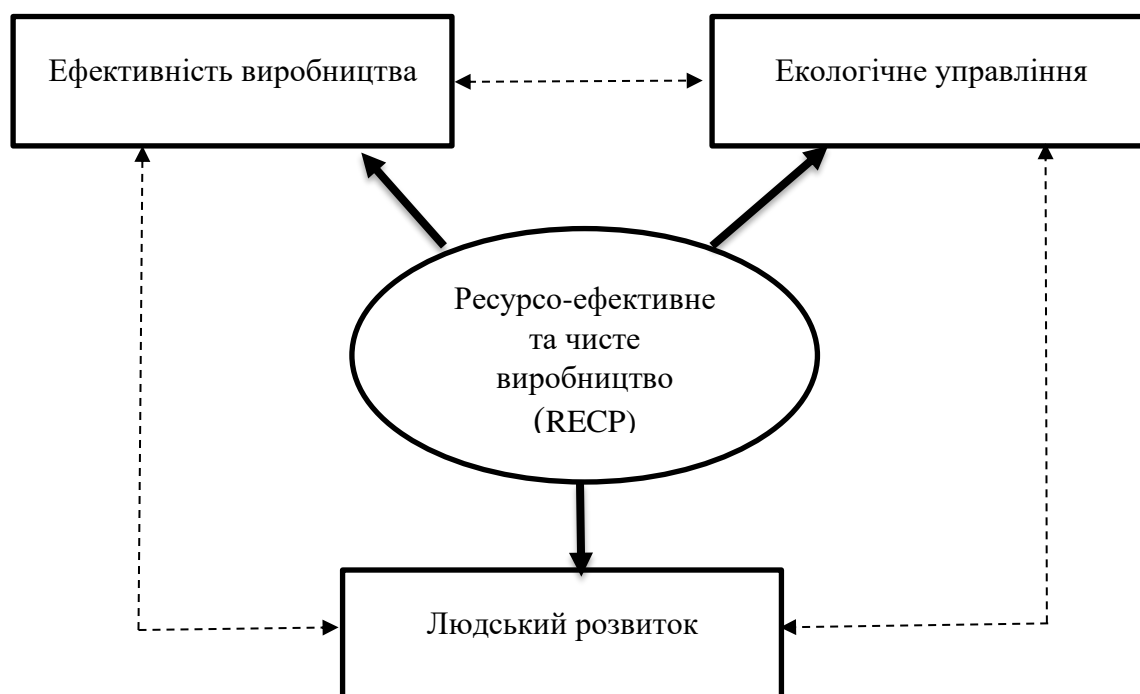 Ефективність виробництва
Екологічне управління
Ресурсо-ефективне
та чисте
виробництво
(RECP)
Людський розвиток